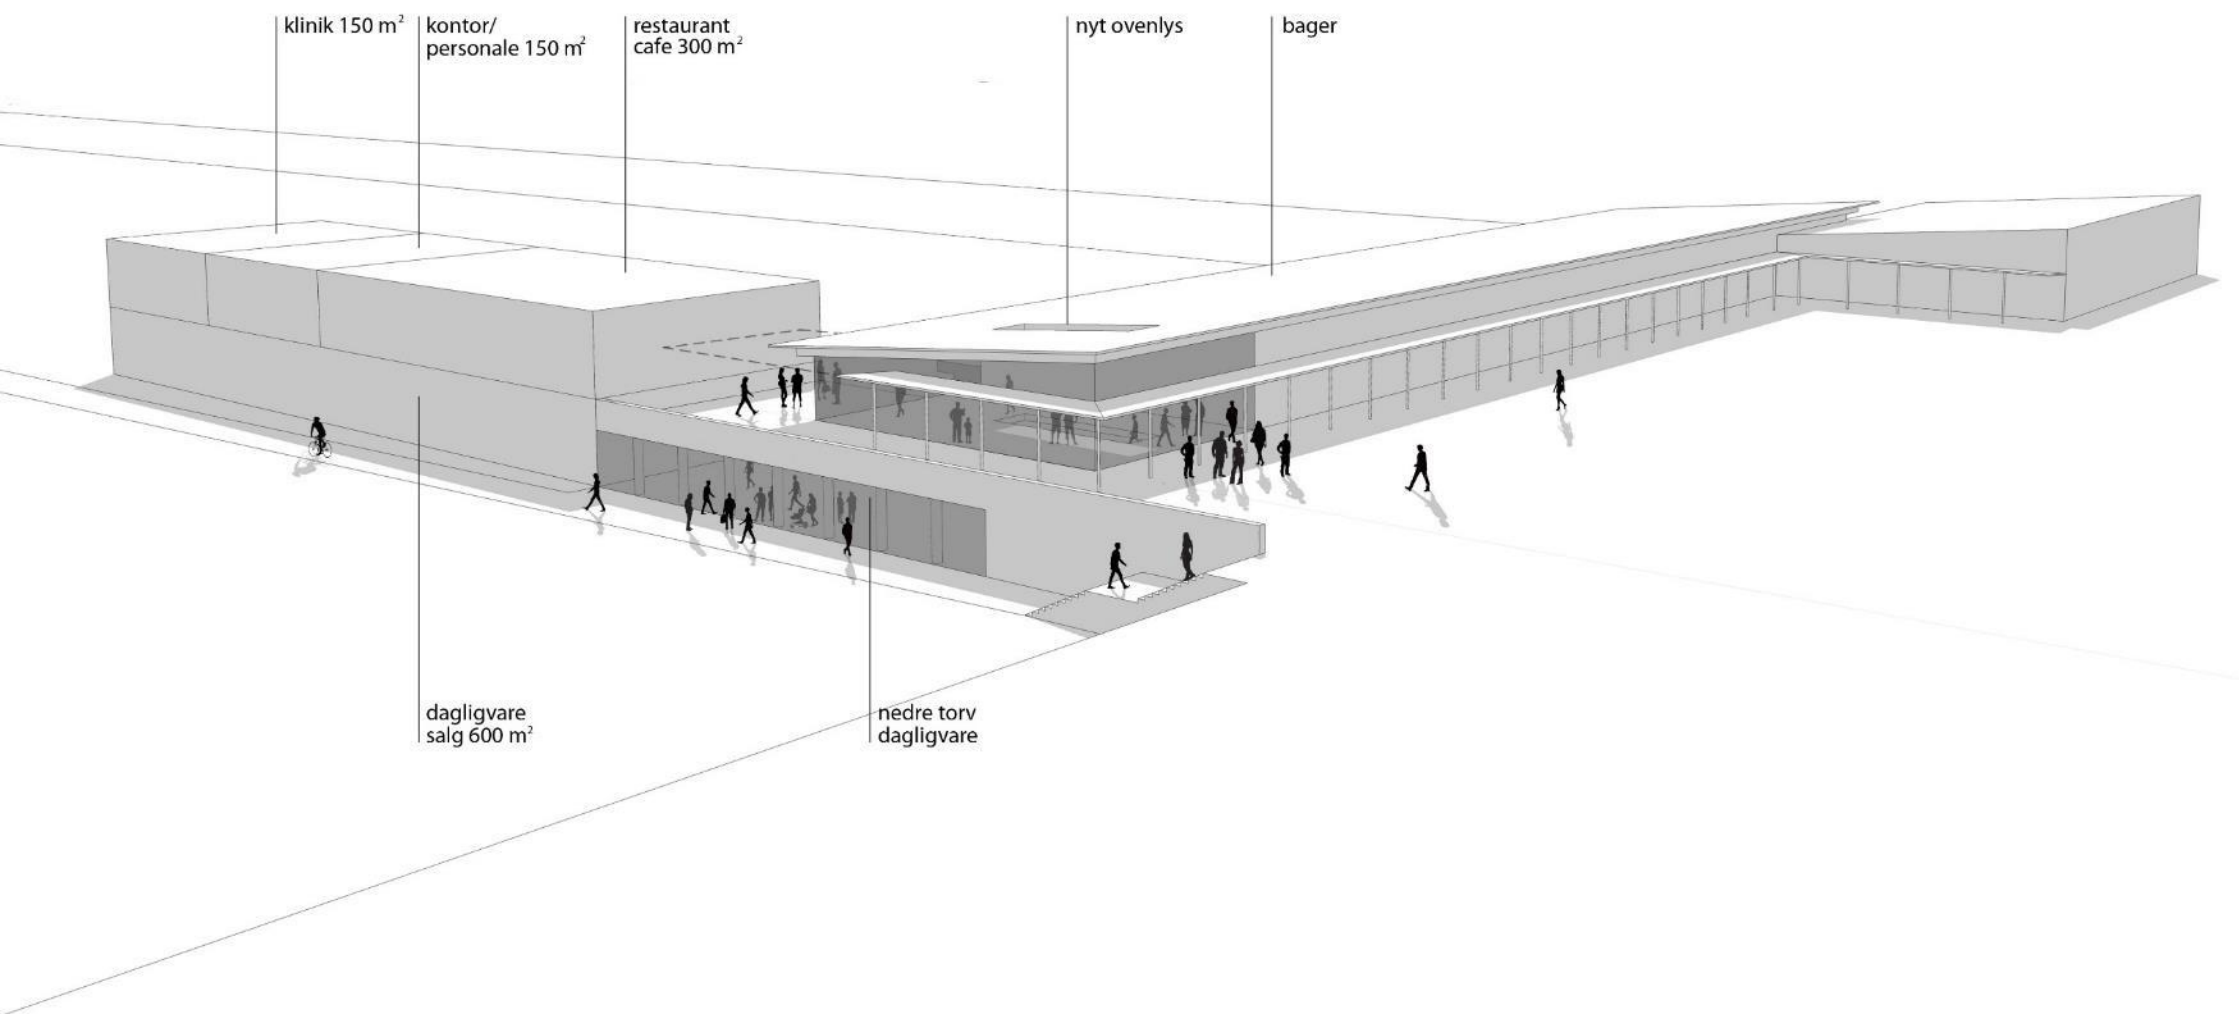 klinik 150 m²
kontor/
personale 150 m²
restaurant
cafe 300 m²
nyt ovenlys
bager
dagligvare
salg 600 m²
nedre torv
dagligvare